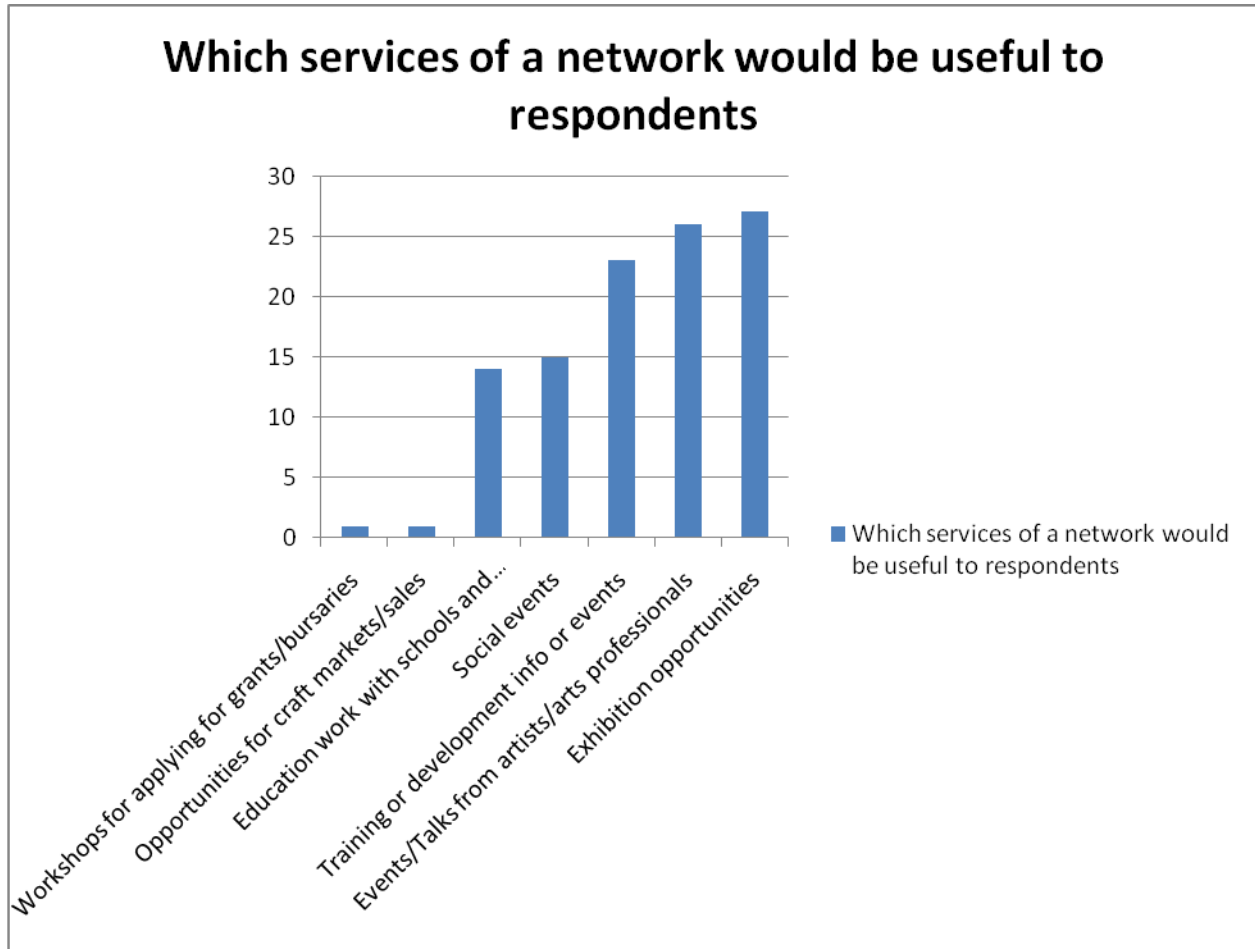 Which services of a network would be useful to
respondents
30
25
20
15
10
5
0
Workshops for applying for grants/bursaries
Opportunities for craft markets/sales
Education work with schools and...
Social events
Training or development info or events
Events/Talks from artists/arts professionals
Exhibition opportunities
Which services of a network would
be useful to respondents